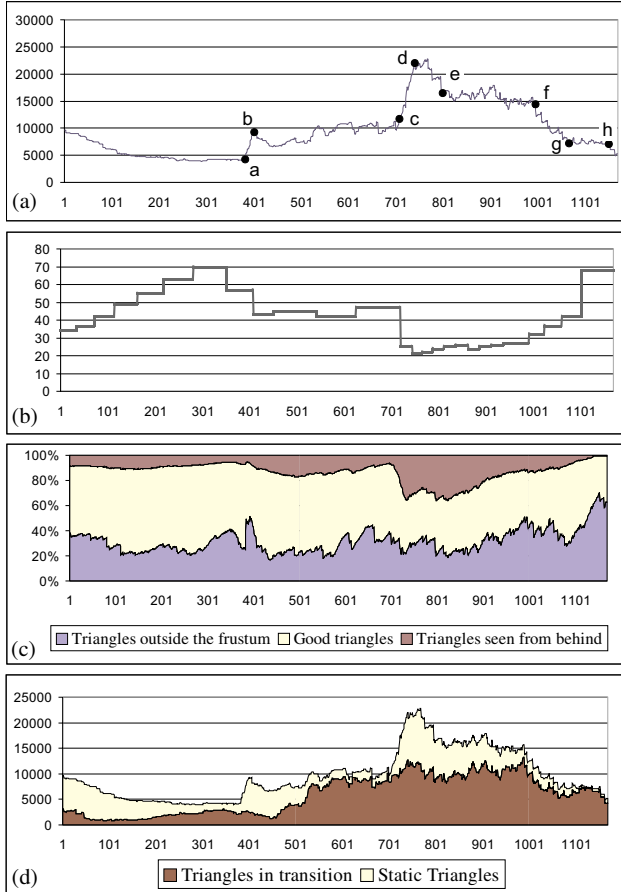 30000
25000
20000
15000
10000
5000
0
d
e
b
c
f
g
h
a
1 101 201 301 401 501 601 701 801 901 1001 1101
(a)
80
70
60
50
40
30
20
10
0
1 101 201 301 401 501 601 701 801 901 1001 1101
(b)
100%
80%
60%
40%
20%
0%
1 101 201 301 401 501 601 701 801 901 1001 1101
Triangles outside the frustum Good triangles Triangles seen from behind
(c)
25000
20000
15000
10000
5000
0
1 101 201 301 401 501 601 701 801 901 1001 1101
Triangles in transition Static Triangles
(d)